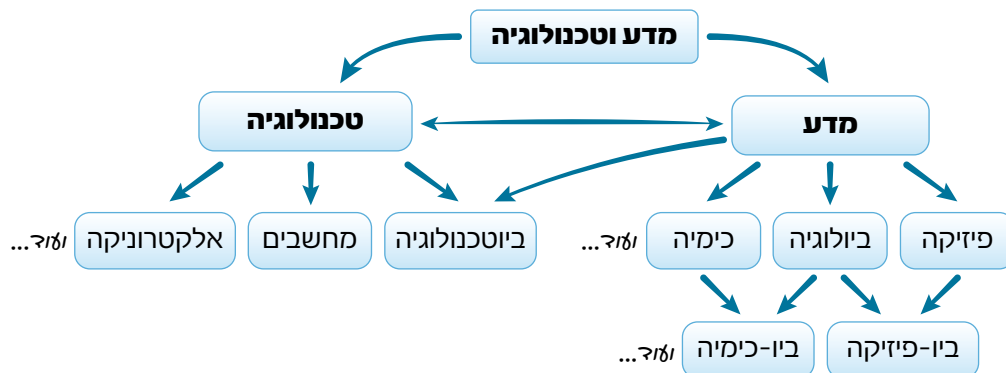 מדע וטכנולוגיה
מדע
טכנולוגיה
פיזיקה
ביולוגיה
כימיה
ועוד...
ביוטכנולוגיה
מחשבים
אלקטרוניקה
ועוד...
ביו-פיזיקה
ביו-כימיה
ועוד...